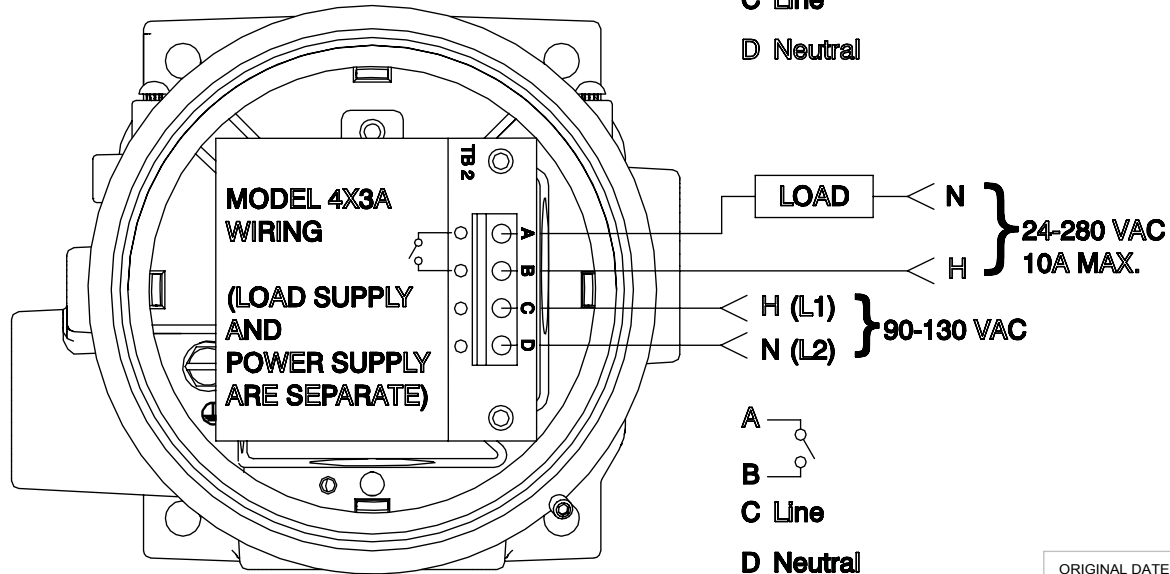 C Line
D Neutral
TB 2
MODEL 4X3A
WIRING
(LOAD SUPPLY
AND
POWER SUPPLY
ARE SEPARATE)
A
B
C
D
LOAD
N
H
24-280 VAC
10A MAX.
H (L1)
N (L2)
90-130 VAC
A
B
C Line
D Neutral
ORIGINAL DATE